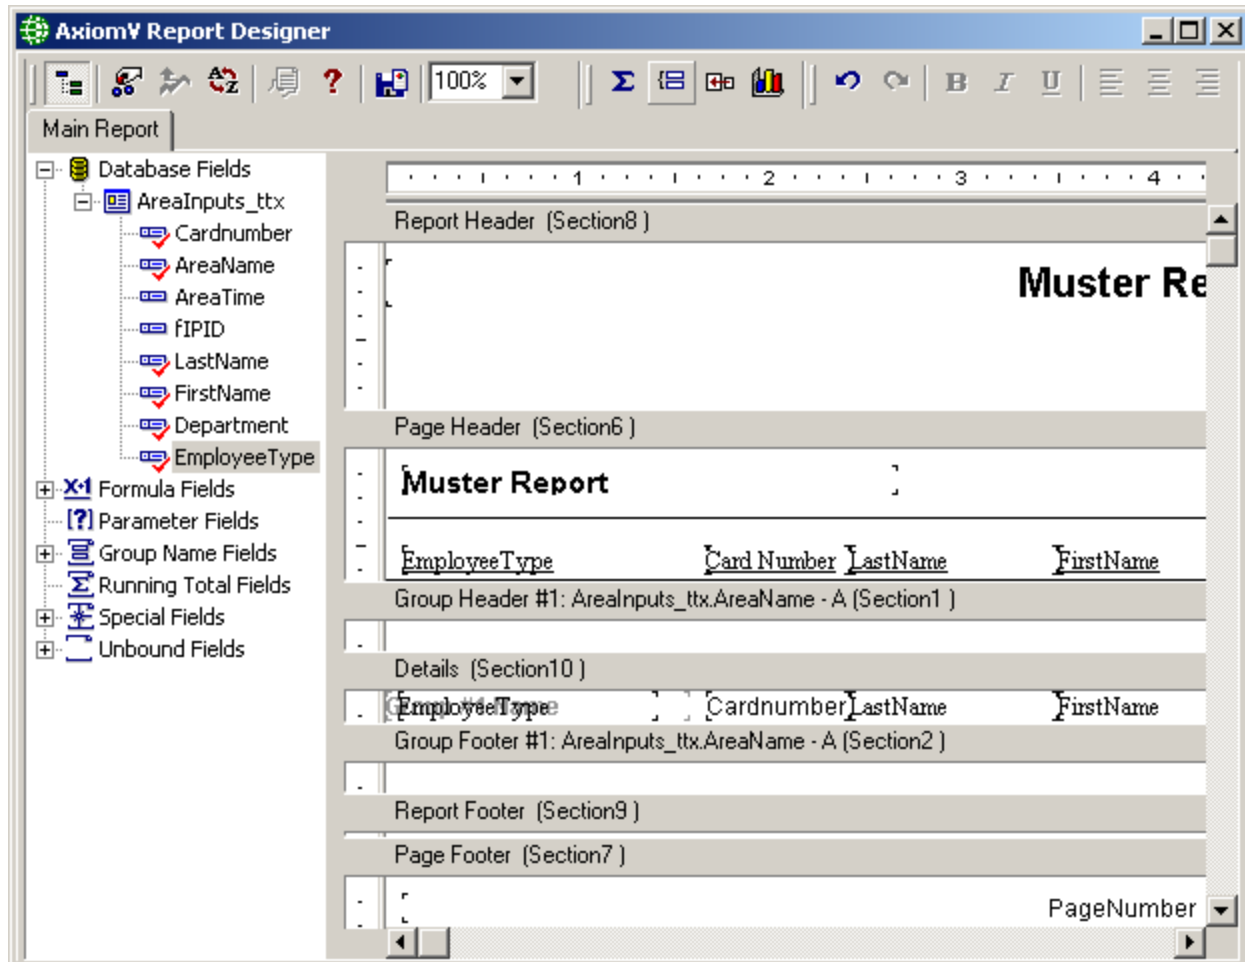 AxiomV Report Designer
100%
Main Report
Database Fields
AreaInputs_ttx
Cardnumber
AreaName
AreaTime
fIPID
LastName
FirstName
Department
EmployeeType
Formula Fields
Parameter Fields
Group Name Fields
Running Total Fields
Special Fields
Unbound Fields
1 2 3 4
Report Header (Section8 )
Muster Re
Page Header (Section6 )
Muster Report
EmployeeType Card Number LastName FirstName
Group Header #1: AreaInputs_ttx.AreaName - A (Section1 )
Details (Section10 )
Group #1 Name
EmployeeType Cardnumber LastName FirstName
Group Footer #1: AreaInputs_ttx.AreaName - A (Section2 )
Report Footer (Section9 )
Page Footer (Section7 )
PageNumber